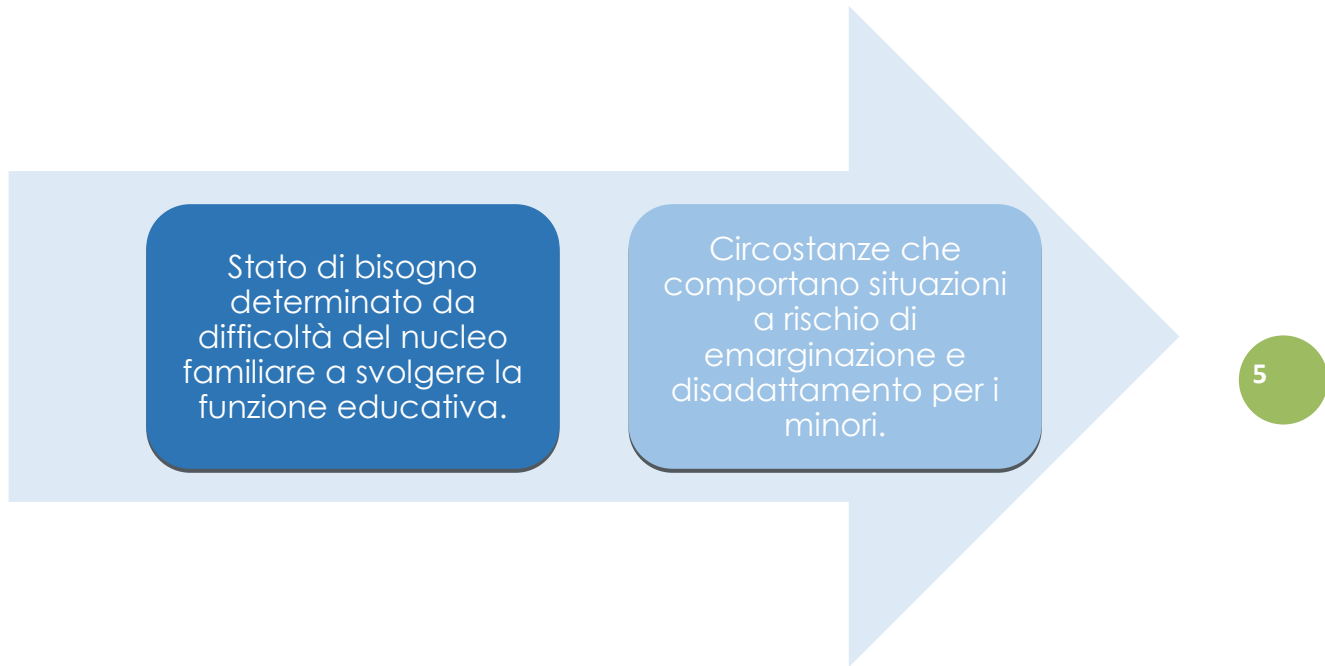 Stato di bisogno
determinato da
difficoltà del nucleo
familiare a svolgere la
funzione educativa.
Circostanze che
comportano situazioni
a rischio di
emarginazione e
disadattamento per i
minori.
5